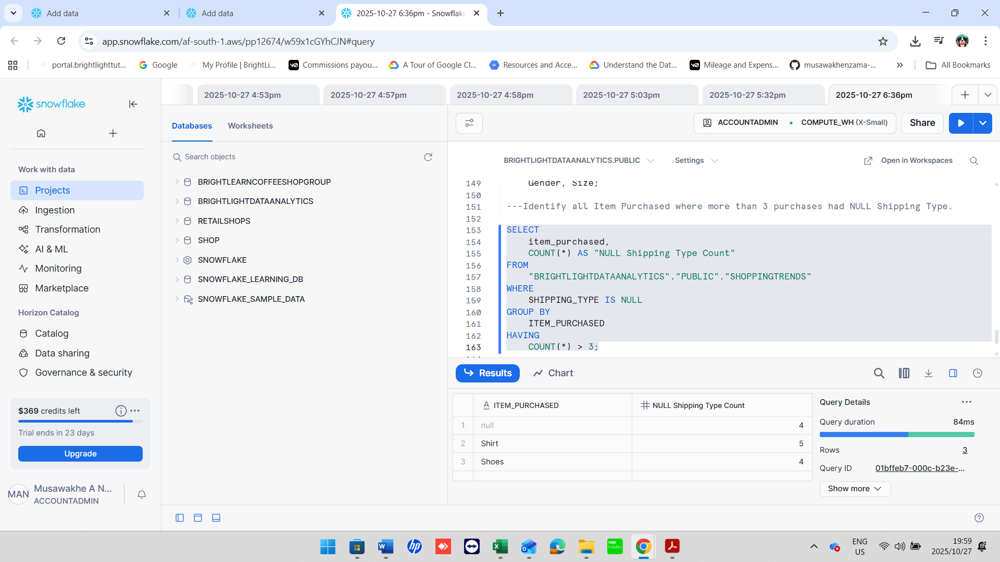 Add data
Add data
2025-10-27 6:36pm - Snowflake
app.snowflake.com/af-south-1.aws/pp12674/w59x1cGYhCJN#query
portal.brightlighttut...
Google
My Profile | BrightLi...
Commissions payou...
A Tour of Google Cl...
Resources and Acce...
Understand the Dat...
Mileage and Expens...
musawakhenzama-...
All Bookmarks
snowflake
Work with data
Projects
Ingestion
Transformation
AI & ML
Monitoring
Marketplace
Horizon Catalog
Catalog
Data sharing
Governance & security
$369 credits left
Trial ends in 23 days
Upgrade
MAN
Musawakhe A N...
ACCOUNTADMIN
2025-10-27 4:53pm
2025-10-27 4:57pm
2025-10-27 4:58pm
2025-10-27 5:03pm
2025-10-27 5:32pm
2025-10-27 6:36pm
Databases
Worksheets
Search objects
BRIGHTLEARNCOFFEESHOPGROUP
BRIGHTLIGHTDATAANALYTICS
RETAILSHOPS
SHOP
SNOWFLAKE
SNOWFLAKE_LEARNING_DB
SNOWFLAKE_SAMPLE_DATA
ACCOUNTADMIN
COMPUTE_WH (X-Small)
Share
BRIGHTLIGHTDATAANALYTICS.PUBLIC
Settings
Open in Workspaces
149 Gender, Size;
150
151 ---Identify all Item Purchased where more than 3 purchases had NULL Shipping Type.
152
153 SELECT
154 item_purchased,
155 COUNT(*) AS "NULL Shipping Type Count"
156 FROM
157 "BRIGHTLIGHTDATAANALYTICS"."PUBLIC"."SHOPPINGTRENDS"
158 WHERE
159 SHIPPING_TYPE IS NULL
160 GROUP BY
161 ITEM_PURCHASED
162 HAVING
163 COUNT(*) > 3;
Results
Chart
ITEM_PURCHASED NULL Shipping Type Count
1 null 4
2 Shirt 5
3 Shoes 4
Query Details
Query duration 84ms
Rows 3
Query ID 01bffeb7-000c-b23e-...
Show more
sage
Evolution
ENG
US
19:59
2025/10/27